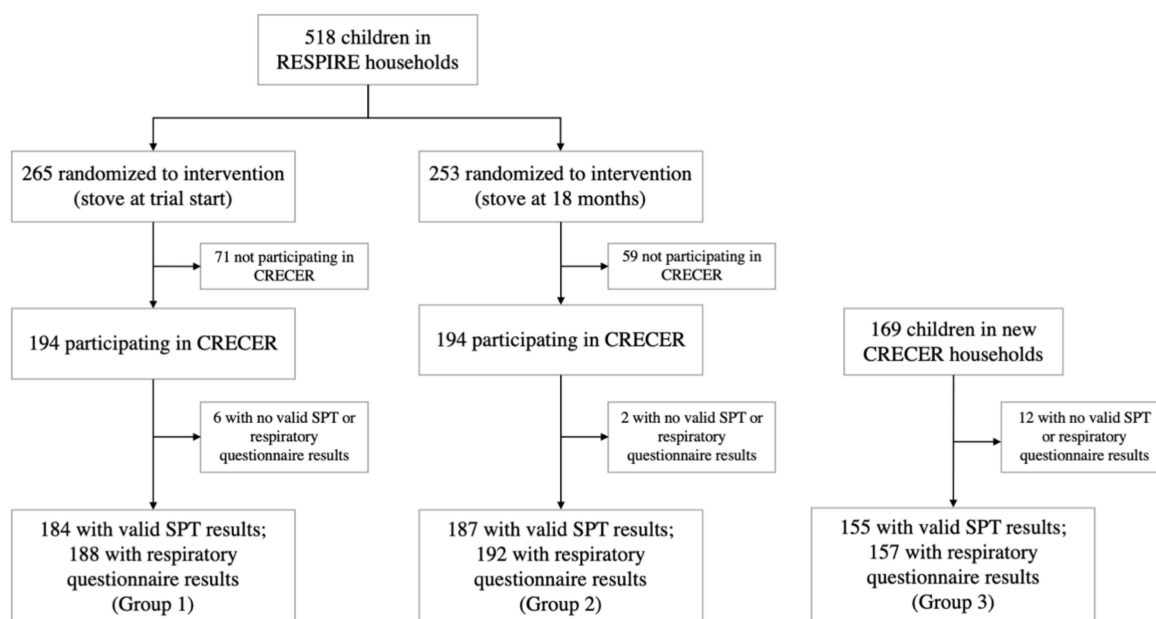 518 children in
RESPIRE households
265 randomized to intervention
(stove at trial start)
253 randomized to intervention
(stove at 18 months)
71 not participating in
CRECER
59 not participating in
CRECER
194 participating in CRECER
194 participating in CRECER
169 children in new
CRECER households
6 with no valid SPT or
respiratory
questionnaire results
2 with no valid SPT or
respiratory
questionnaire results
12 with no valid SPT
or respiratory
questionnaire results
184 with valid SPT results;
188 with respiratory
questionnaire results
(Group 1)
187 with valid SPT results;
192 with respiratory
questionnaire results
(Group 2)
155 with valid SPT results;
157 with respiratory
questionnaire results
(Group 3)